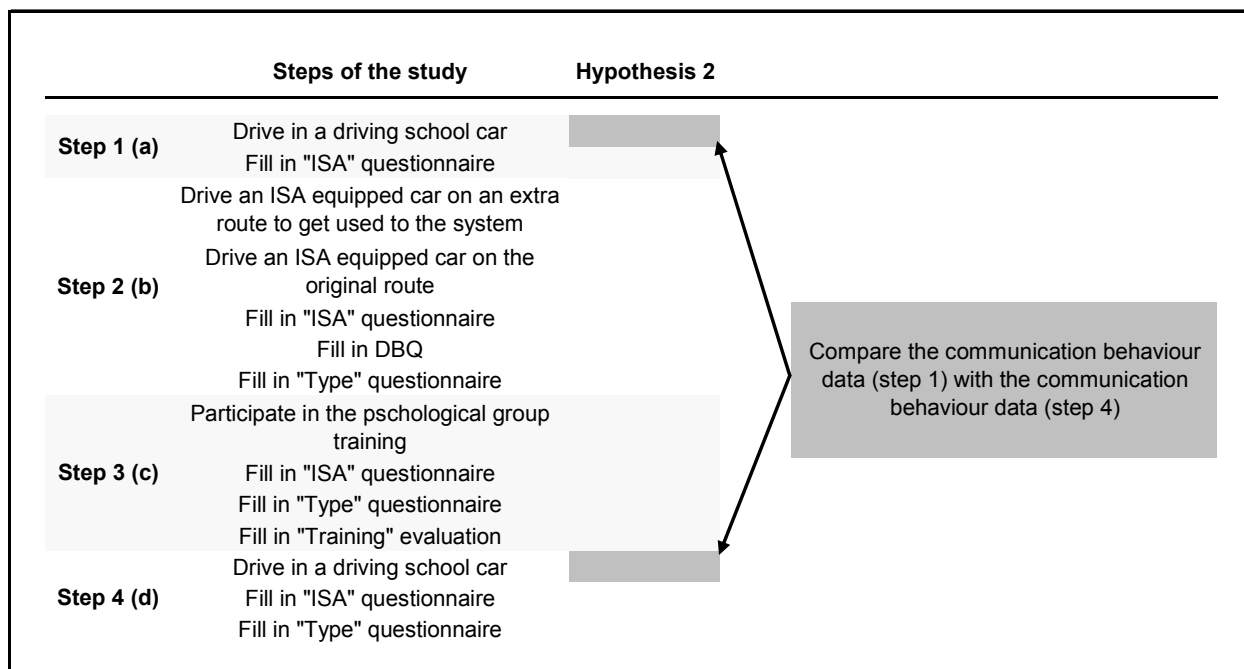 Steps of the study Hypothesis 2
Step 1 (a)
Drive in a driving school car
Fill in "ISA" questionnaire
Step 2 (b)
Drive an ISA equipped car on an extra
route to get used to the system
Drive an ISA equipped car on the
original route
Fill in "ISA" questionnaire
Fill in DBQ
Fill in "Type" questionnaire
Step 3 (c)
Participate in the pschological group
training
Fill in "ISA" questionnaire
Fill in "Type" questionnaire
Fill in "Training" evaluation
Step 4 (d)
Drive in a driving school car
Fill in "ISA" questionnaire
Fill in "Type" questionnaire
Compare the communication behaviour
data (step 1) with the communication
behaviour data (step 4)